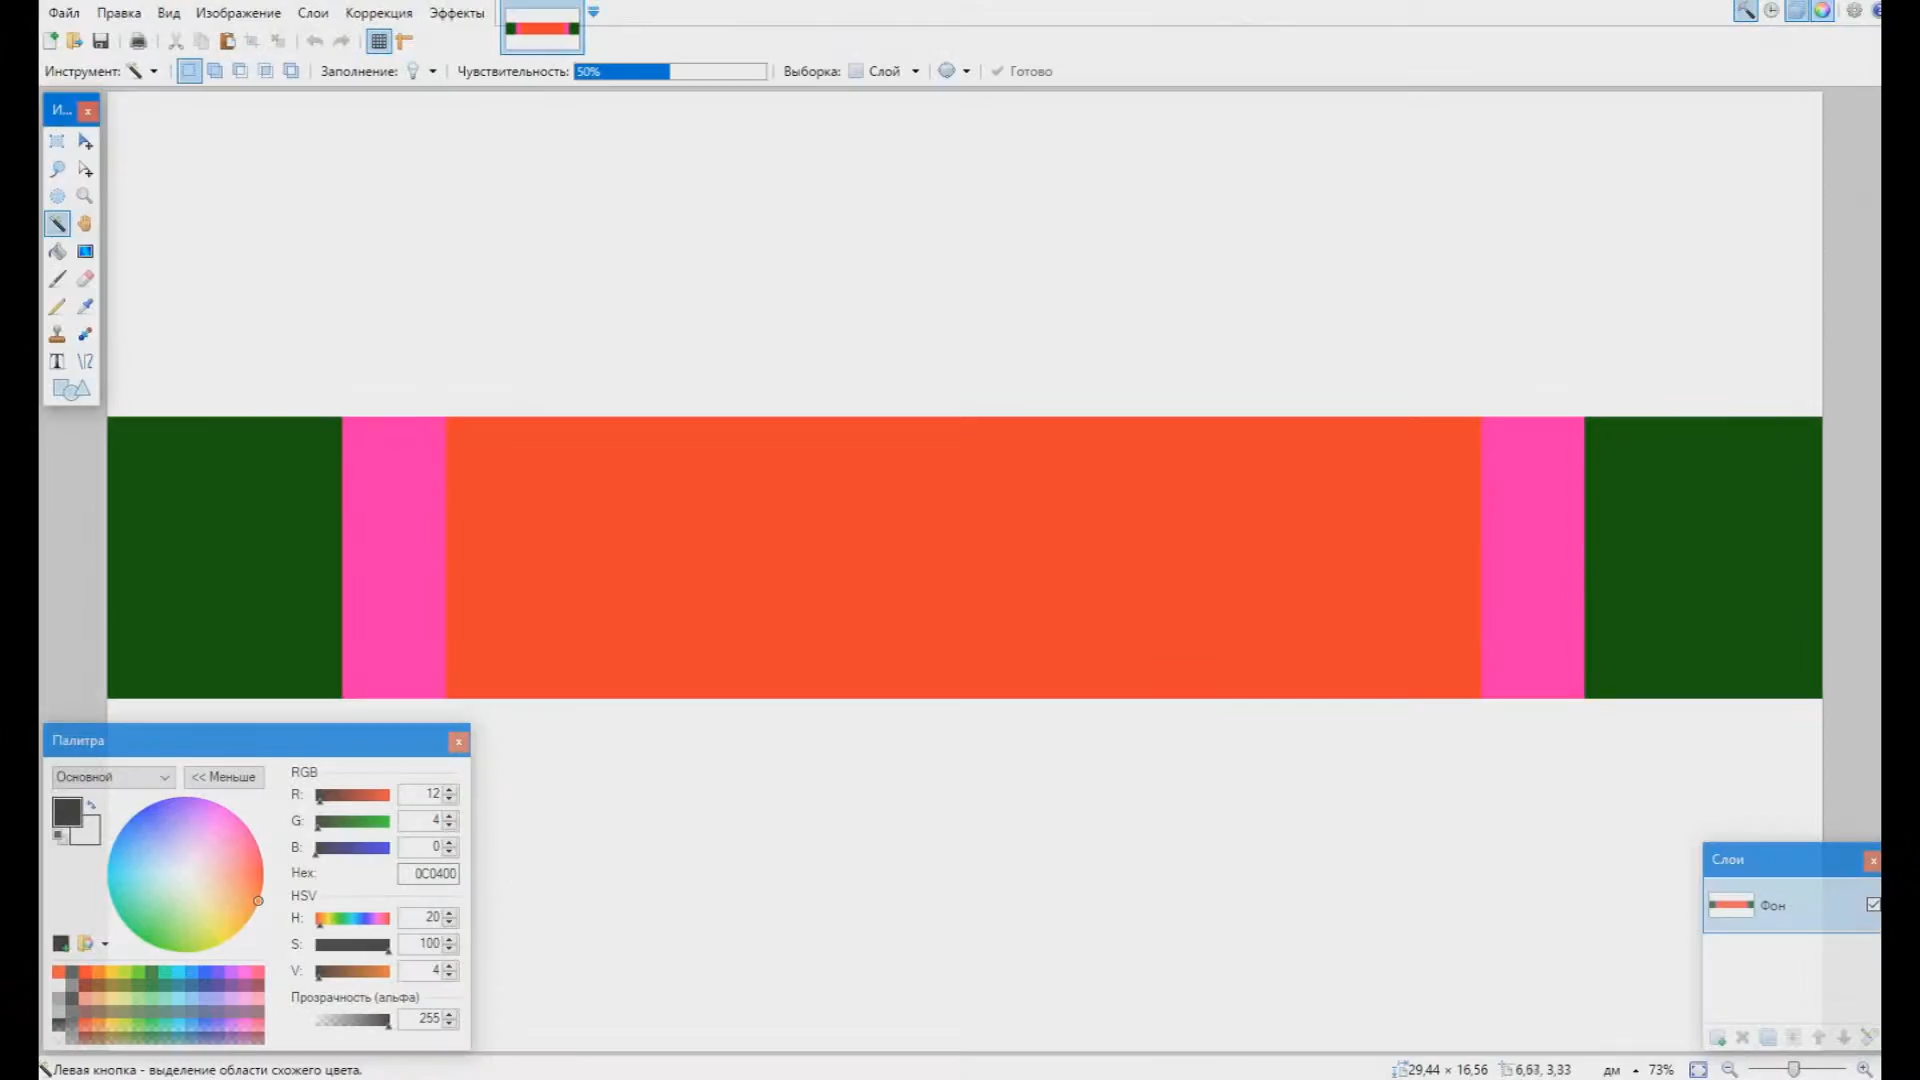 Файл Правка Вид Изображение Слои Коррекция Эффекты
Инструмент: Заполнение: Чувствительность: 50% Выборка: Слой Готово
И...
Палитра
Основной << Меньше
RGB
R: 12
G: 4
B: 0
Hex: 0C0400
HSV
H: 20
S: 100
V: 4
Прозрачность (альфа)
255
Слои
Фон
Левая кнопка - выделение области схожего цвета. 29,44 × 16,56 6,63, 3,33 дм 73%